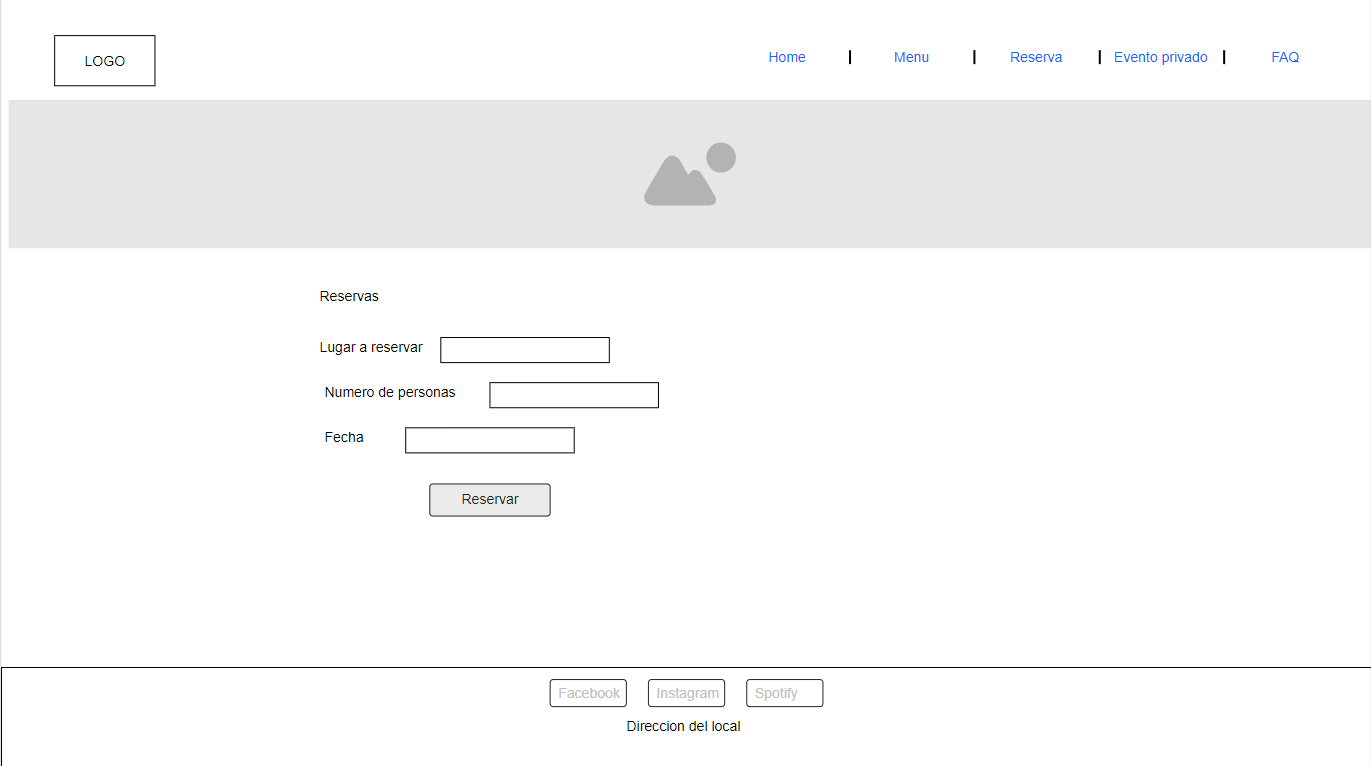 LOGO
Home | Menu | Reserva | Evento privado | FAQ
Reservas
Lugar a reservar
Numero de personas
Fecha
Reservar
Facebook Instagram Spotify
Direccion del local